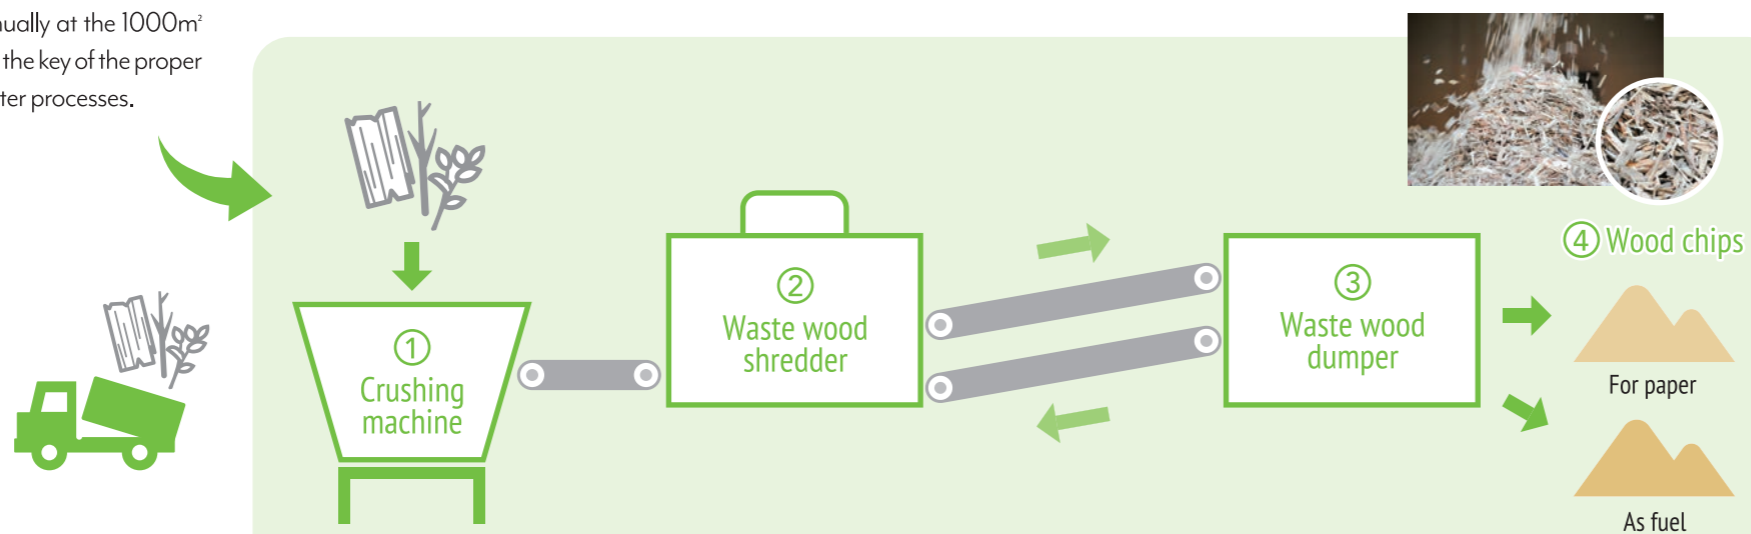 nually at the 1000m²
the key of the proper
ter processes.
① Crushing
machine
② Waste wood
shredder
③ Waste wood
dumper
④ Wood chips
For paper
As fuel